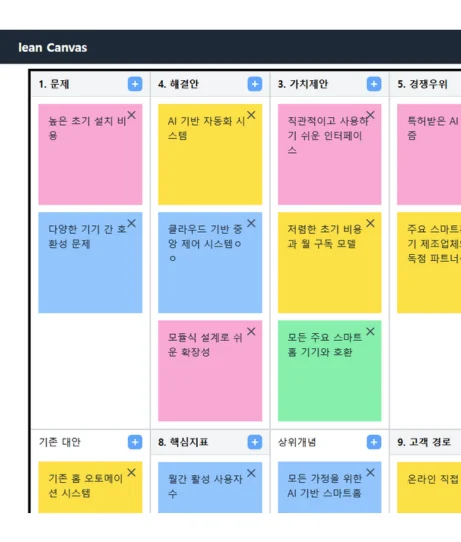 lean Canvas
1. 문제
높은 초기 설치 비
용
다양한 기기 간 호
환성 문제
4. 해결안
AI 기반 자동화 시
스템
클라우드 기반 중
앙 제어 시스템ㅇ
ㅇ
모듈식 설계로 쉬
운 확장성
3. 가치제안
직관적이고 사용하
기 쉬운 인터페이
스
저렴한 초기 비용
과 월 구독 모델
모든 주요 스마트
홈 기기와 호환
5. 경쟁우위
특허받은 AI
증
주요 스마트
기 제조업체
독점 파트너
기존 대안
기존 홈 오토메이
션 시스템
8. 핵심지표
월간 활성 사용자
수
상위개념
모든 가정을 위한
AI 기반 스마트홈
9. 고객 경로
온라인 직접